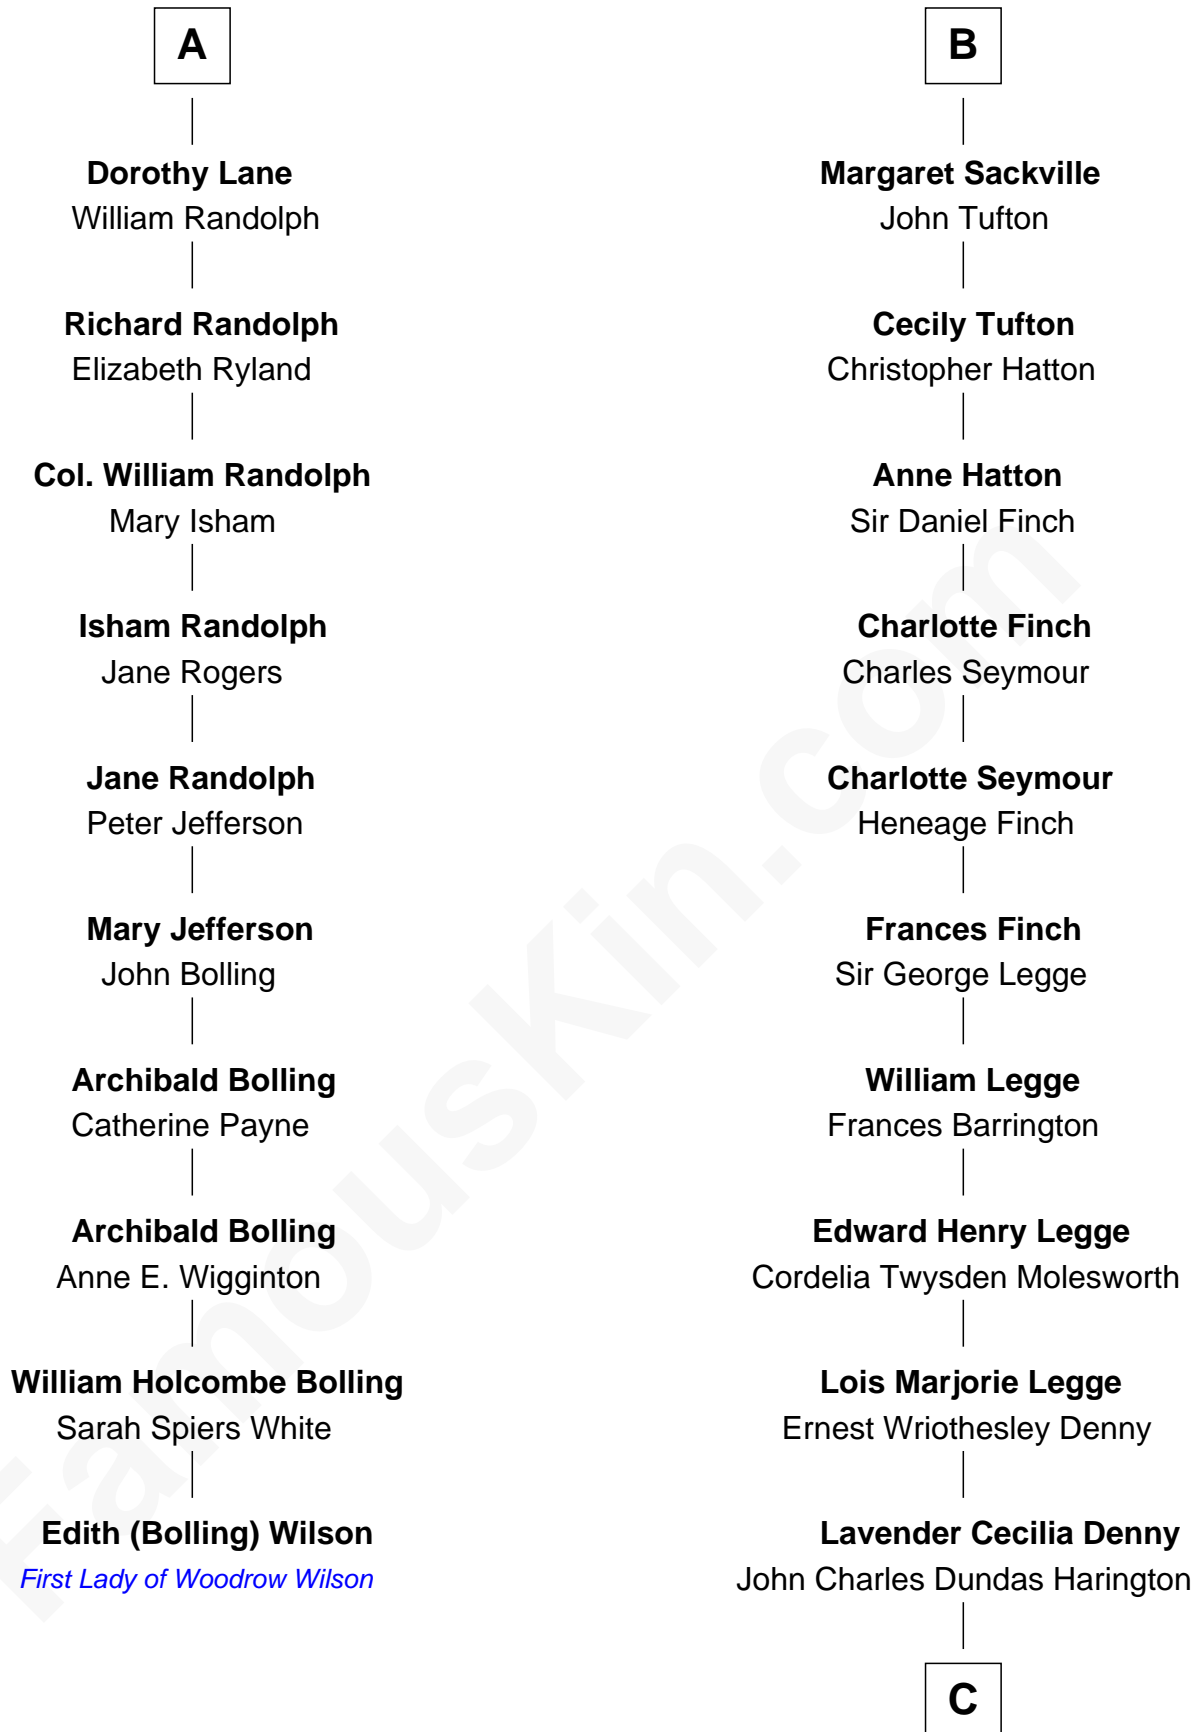 A
Dorothy Lane
William Randolph
Richard Randolph
Elizabeth Ryland
Col. William Randolph
Mary Isham
Isham Randolph
Jane Rogers
Jane Randolph
Peter Jefferson
Mary Jefferson
John Bolling
Archibald Bolling
Catherine Payne
Archibald Bolling
Anne E. Wigginton
William Holcombe Bolling
Sarah Spiers White
Edith (Bolling) Wilson
First Lady of Woodrow Wilson
B
Margaret Sackville
John Tufton
Cecily Tufton
Christopher Hatton
Anne Hatton
Sir Daniel Finch
Charlotte Finch
Charles Seymour
Charlotte Seymour
Heneage Finch
Frances Finch
Sir George Legge
William Legge
Frances Barrington
Edward Henry Legge
Cordelia Twysden Molesworth
Lois Marjorie Legge
Ernest Wriothesley Denny
Lavender Cecilia Denny
John Charles Dundas Harington
C
FamousKin.com